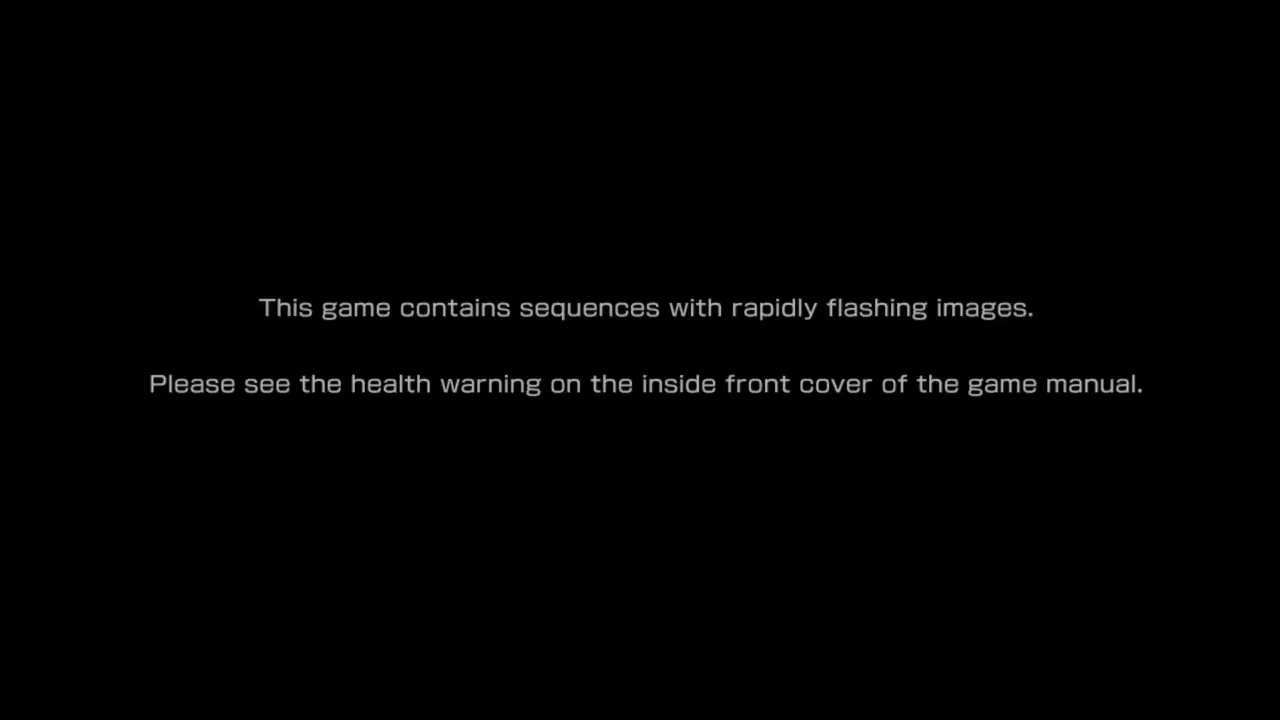 This game contains sequences with rapidly flashing images.
Please see the health warning on the inside front cover of the game manual.